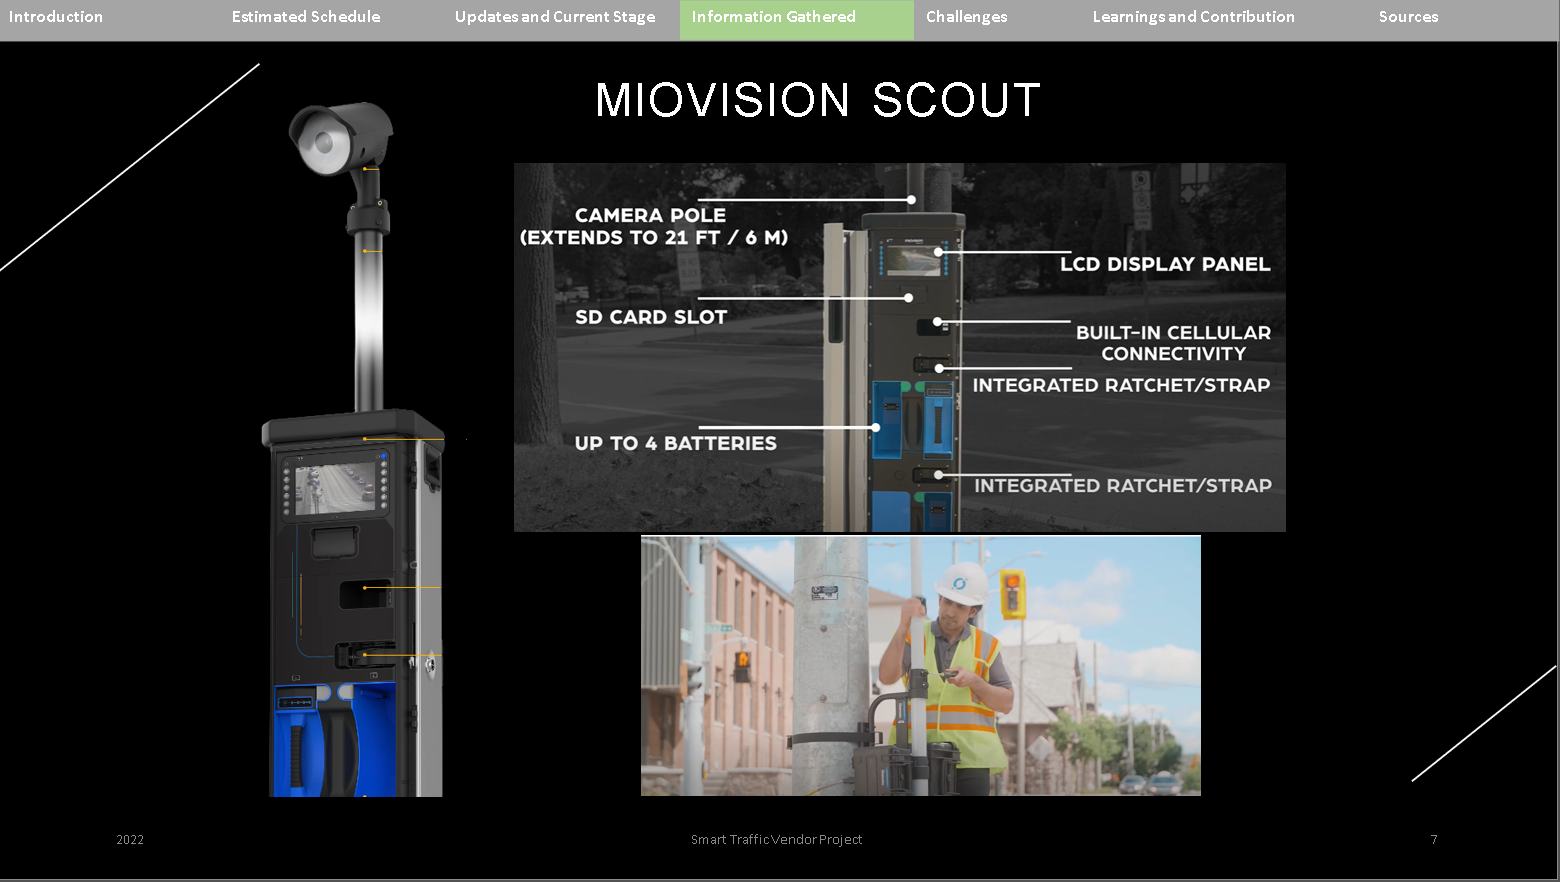 Introduction
Estimated Schedule
Updates and Current Stage
Information Gathered
Challenges
Learnings and Contribution
Sources
MIOVISION SCOUT
CAMERA POLE
(EXTENDS TO 21 FT / 6 M)
LCD DISPLAY PANEL
SD CARD SLOT
BUILT-IN CELLULAR
CONNECTIVITY
INTEGRATED RATCHET/STRAP
UP TO 4 BATTERIES
INTEGRATED RATCHET/STRAP
2022
Smart Traffic Vendor Project
7